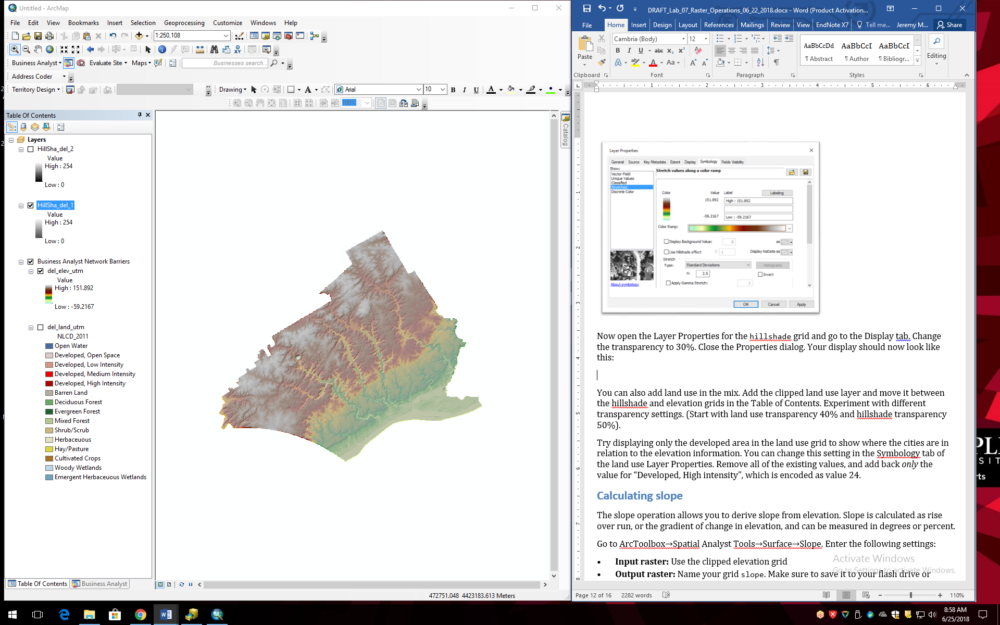 Untitled - ArcMap
File Edit View Bookmarks Insert Selection Geoprocessing Customize Windows Help
1:250,108
Business Analyst Evaluate Site Maps Businesses search...
Address Coder
Territory Design Drawing Arial 10 B I U A
100%
Table Of Contents
Layers
HillSha_del_2
Value
High : 254
Low : 0
HillSha_del_1
Value
High : 254
Low : 0
Business Analyst Network Barriers
del_elev_utm
Value
High : 151.892
Low : -59.2167
del_land_utm
NLCD_2011
Open Water
Developed, Open Space
Developed, Low Intensity
Developed, Medium Intensity
Developed, High Intensity
Barren Land
Deciduous Forest
Evergreen Forest
Mixed Forest
Shrub/Scrub
Herbaceous
Hay/Pasture
Cultivated Crops
Woody Wetlands
Emergent Herbaceuous Wetlands
Table Of Contents Business Analyst
472751.048 4423183.613 Meters
Catalog
DRAFT_Lab_07_Raster_Operations_06_22_2018.docx - Word (Product Activation...
File Home Insert Design Layout References Mailings Review View EndNote X7 Tell me... Jeremy M... Share
Paste
Cambria (Body) 12
B I U abc X₂ X²
AaBbCcDd AaBbCcI AaBbCcI
¶ Abstract ¶ Author ¶ Bibliogr...
Editing
Clipboard Font Paragraph Styles
1 2 3 4 5 6
Layer Properties
General Source Key Metadata Extent Display Symbology Fields Visibility
Show:
Vector Field
Unique Values
Classified
Stretched
Discrete Color
Stretch values along a color ramp
Color Value Label Labeling
151.892 High : 151.892
-59.2167 Low : -59.2167
Color Ramp:
Display Background Value: 0 as
Use hillshade effect Z: 1 Display NoData as
Stretch
Type: Standard Deviations Histograms
n: 2.5 Invert
Apply Gamma Stretch: 1
About symbology
OK Cancel Apply
Now open the Layer Properties for the hillshade grid and go to the Display tab. Change
the transparency to 30%. Close the Properties dialog. Your display should now look like
this:
You can also add land use in the mix. Add the clipped land use layer and move it between
the hillshade and elevation grids in the Table of Contents. Experiment with different
transparency settings. (Start with land use transparency 40% and hillshade transparency
50%).
Try displaying only the developed area in the land use grid to show where the cities are in
relation to the elevation information. You can change this setting in the Symbology tab of
the land use Layer Properties. Remove all of the existing values, and add back only the
value for “Developed, High intensity”, which is encoded as value 24.
Calculating slope
The slope operation allows you to derive slope from elevation. Slope is calculated as rise
over run, or the gradient of change in elevation, and can be measured in degrees or percent.
Go to ArcToolbox→Spatial Analyst Tools→Surface→Slope. Enter the following settings:
• Input raster: Use the clipped elevation grid
• Output raster: Name your grid slope. Make sure to save it to your flash drive or
Activate Windows
Go to Settings to activate Windows.
Page 12 of 16 2282 words 110%
8:58 AM
6/25/2018